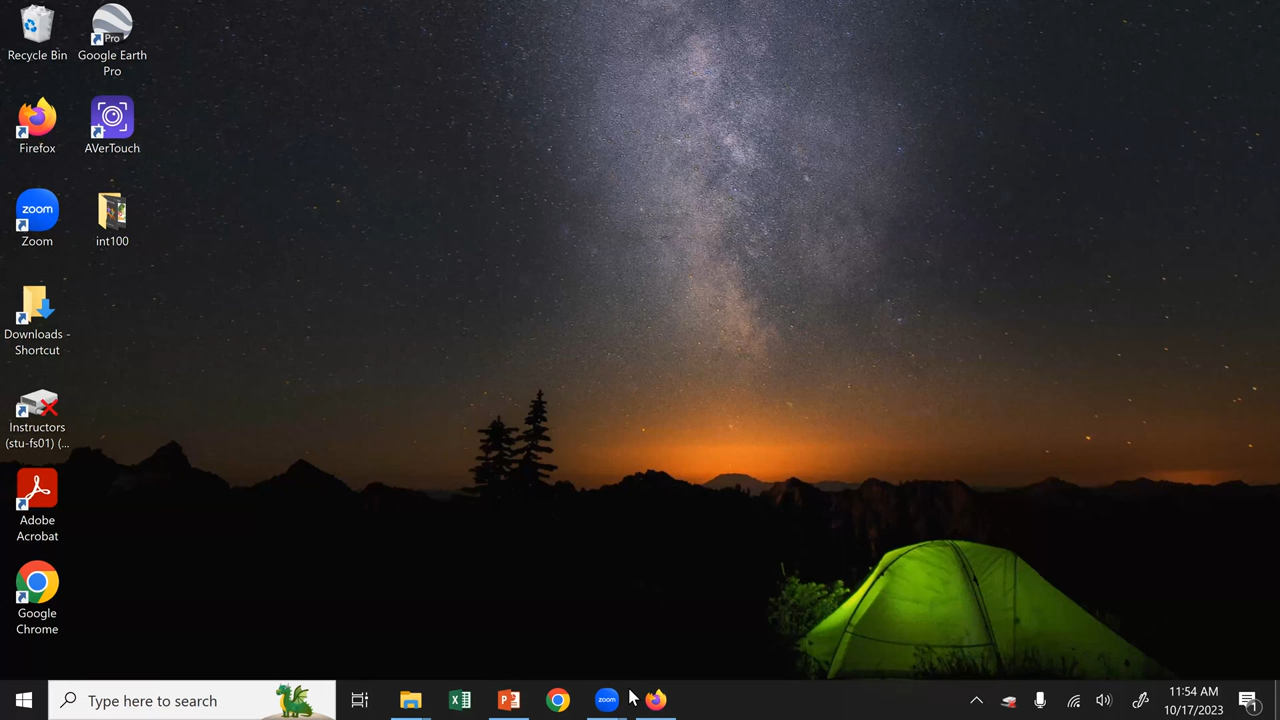 Recycle Bin
Pro
Google Earth
Pro
Firefox
AVerTouch
zoom
Zoom
int100
Downloads -
Shortcut
Instructors
(stu-fs01) (...
Adobe
Acrobat
Google
Chrome
Type here to search
zoom
11:54 AM
10/17/2023
1